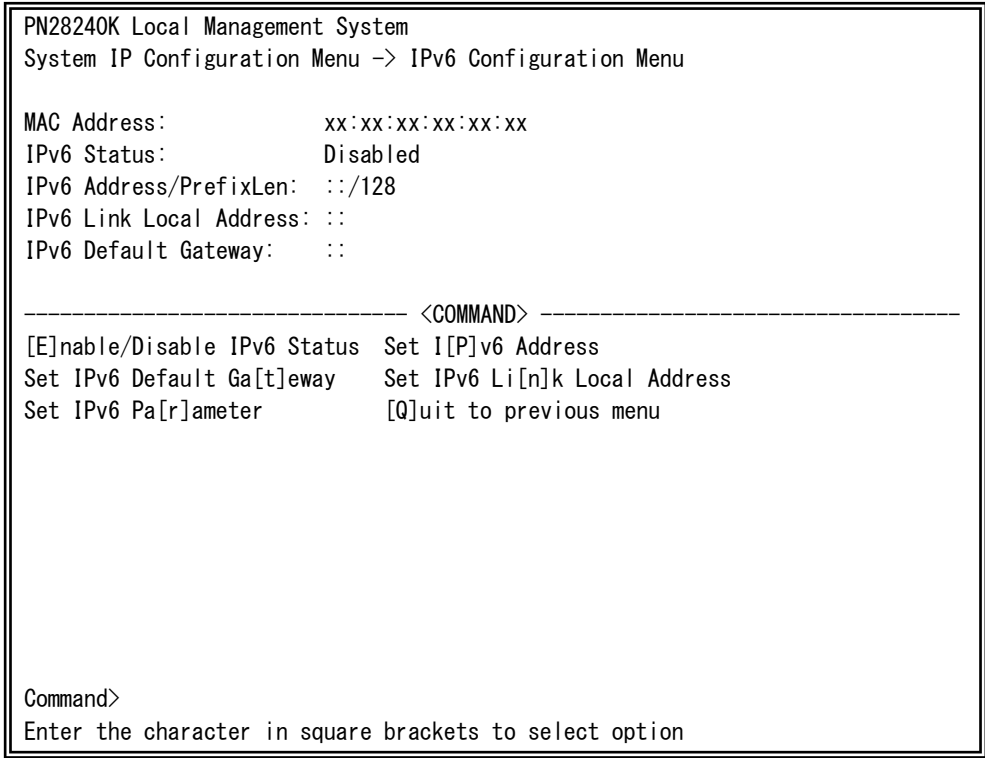 PN28240K Local Management System
System IP Configuration Menu -> IPv6 Configuration Menu
MAC Address: xx:xx:xx:xx:xx:xx
IPv6 Status: Disabled
IPv6 Address/PrefixLen: ::/128
IPv6 Link Local Address: ::
IPv6 Default Gateway: ::
-------------------------------- <COMMAND> -----------------------------------
[E]nable/Disable IPv6 Status Set I[P]v6 Address
Set IPv6 Default Ga[t]eway Set IPv6 Li[n]k Local Address
Set IPv6 Pa[r]ameter [Q]uit to previous menu
Command>
Enter the character in square brackets to select option